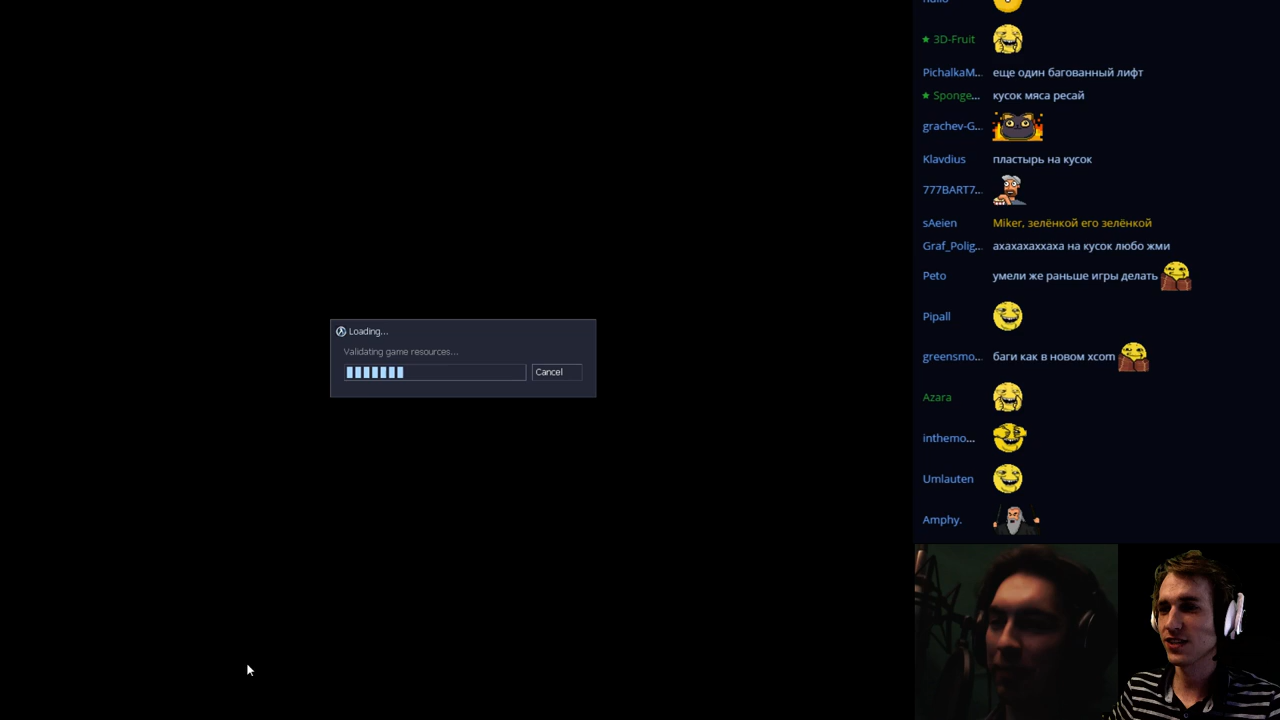 3D-Fruit
PichalkaM... еще один багованный лифт
Sponge... кусок мяса ресай
grachev-G...
Klavdius пластырь на кусок
777BART7...
sAeien Miker, зелёнкой его зелёнкой
Graf_Polig... ахахахаххаха на кусок любо жми
Peto умели же раньше игры делать
Pipall
greensmo... баги как в новом xcom
Azara
inthemo...
Umlauten
Amphy.
Loading...
Validating game resources...
Cancel